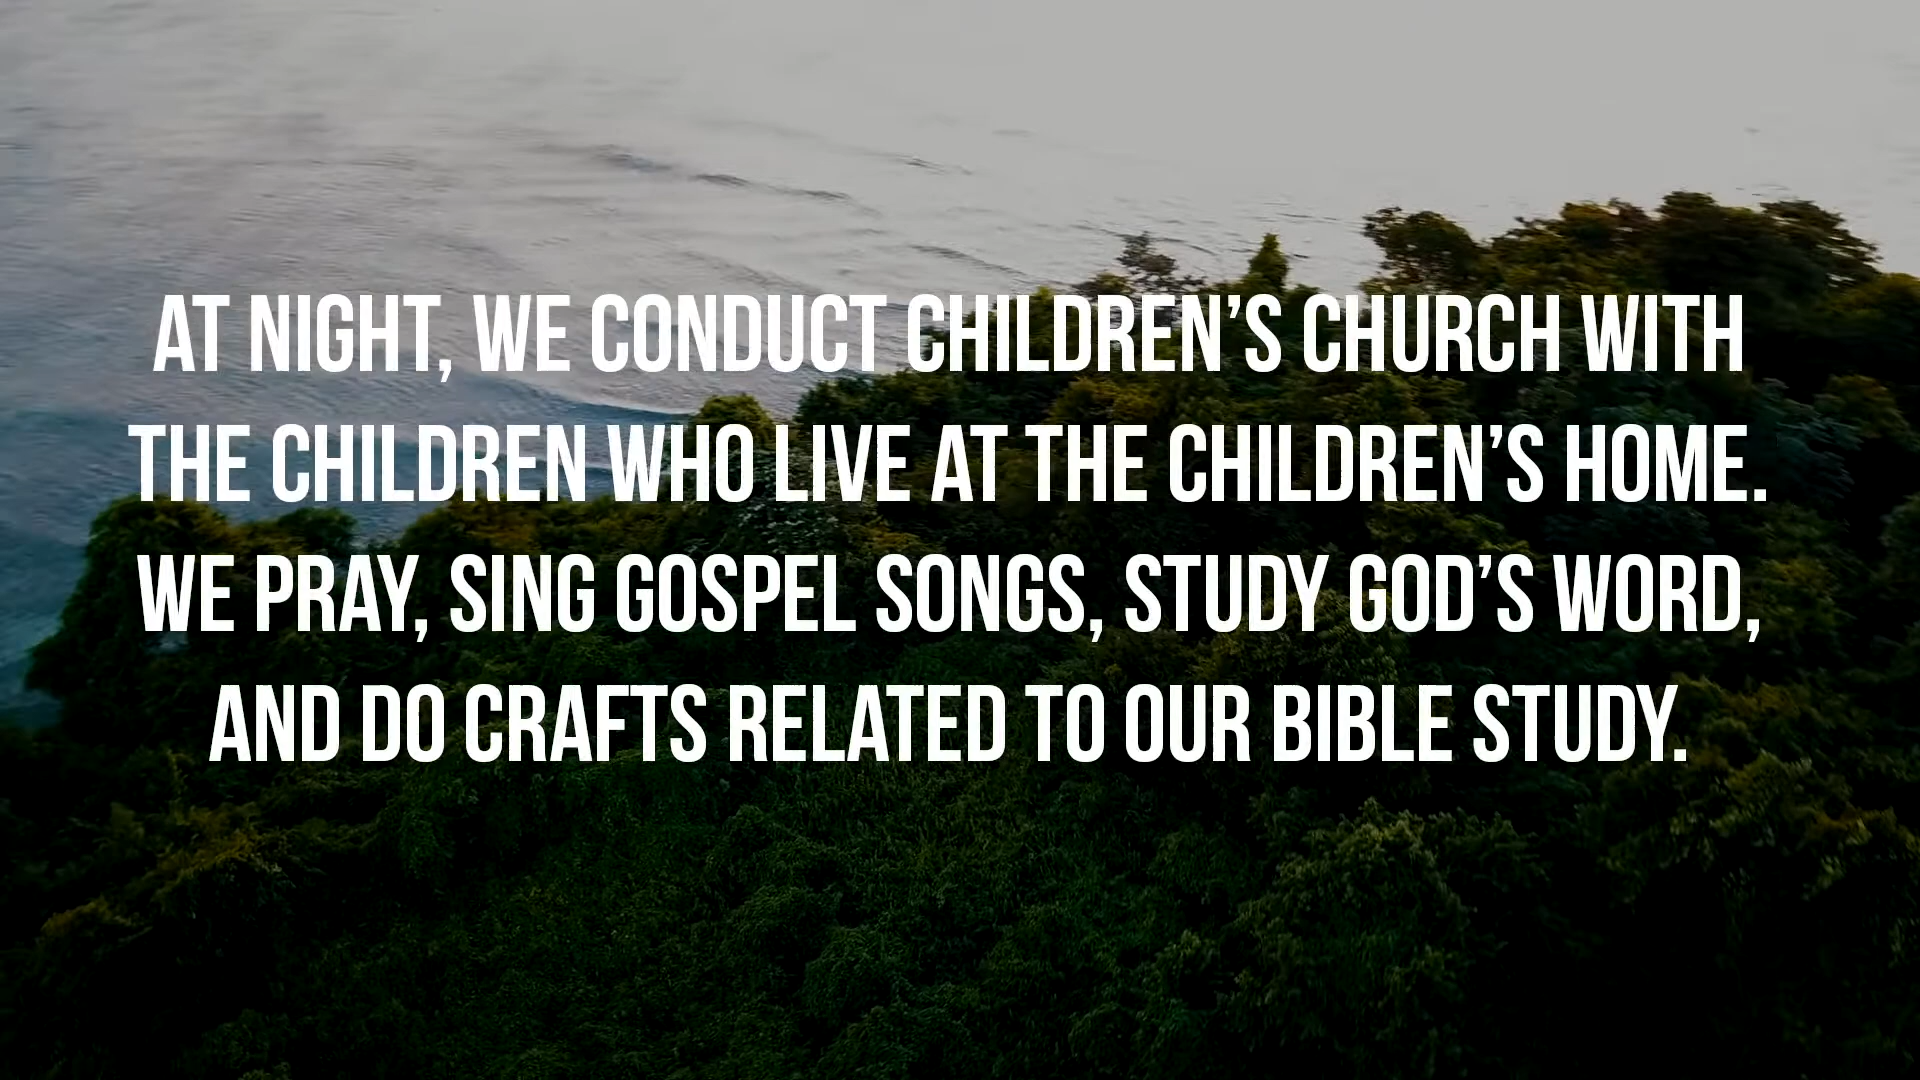 AT NIGHT, WE CONDUCT CHILDREN’S CHURCH WITH
THE CHILDREN WHO LIVE AT THE CHILDREN’S HOME.
WE PRAY, SING GOSPEL SONGS, STUDY GOD’S WORD,
AND DO CRAFTS RELATED TO OUR BIBLE STUDY.